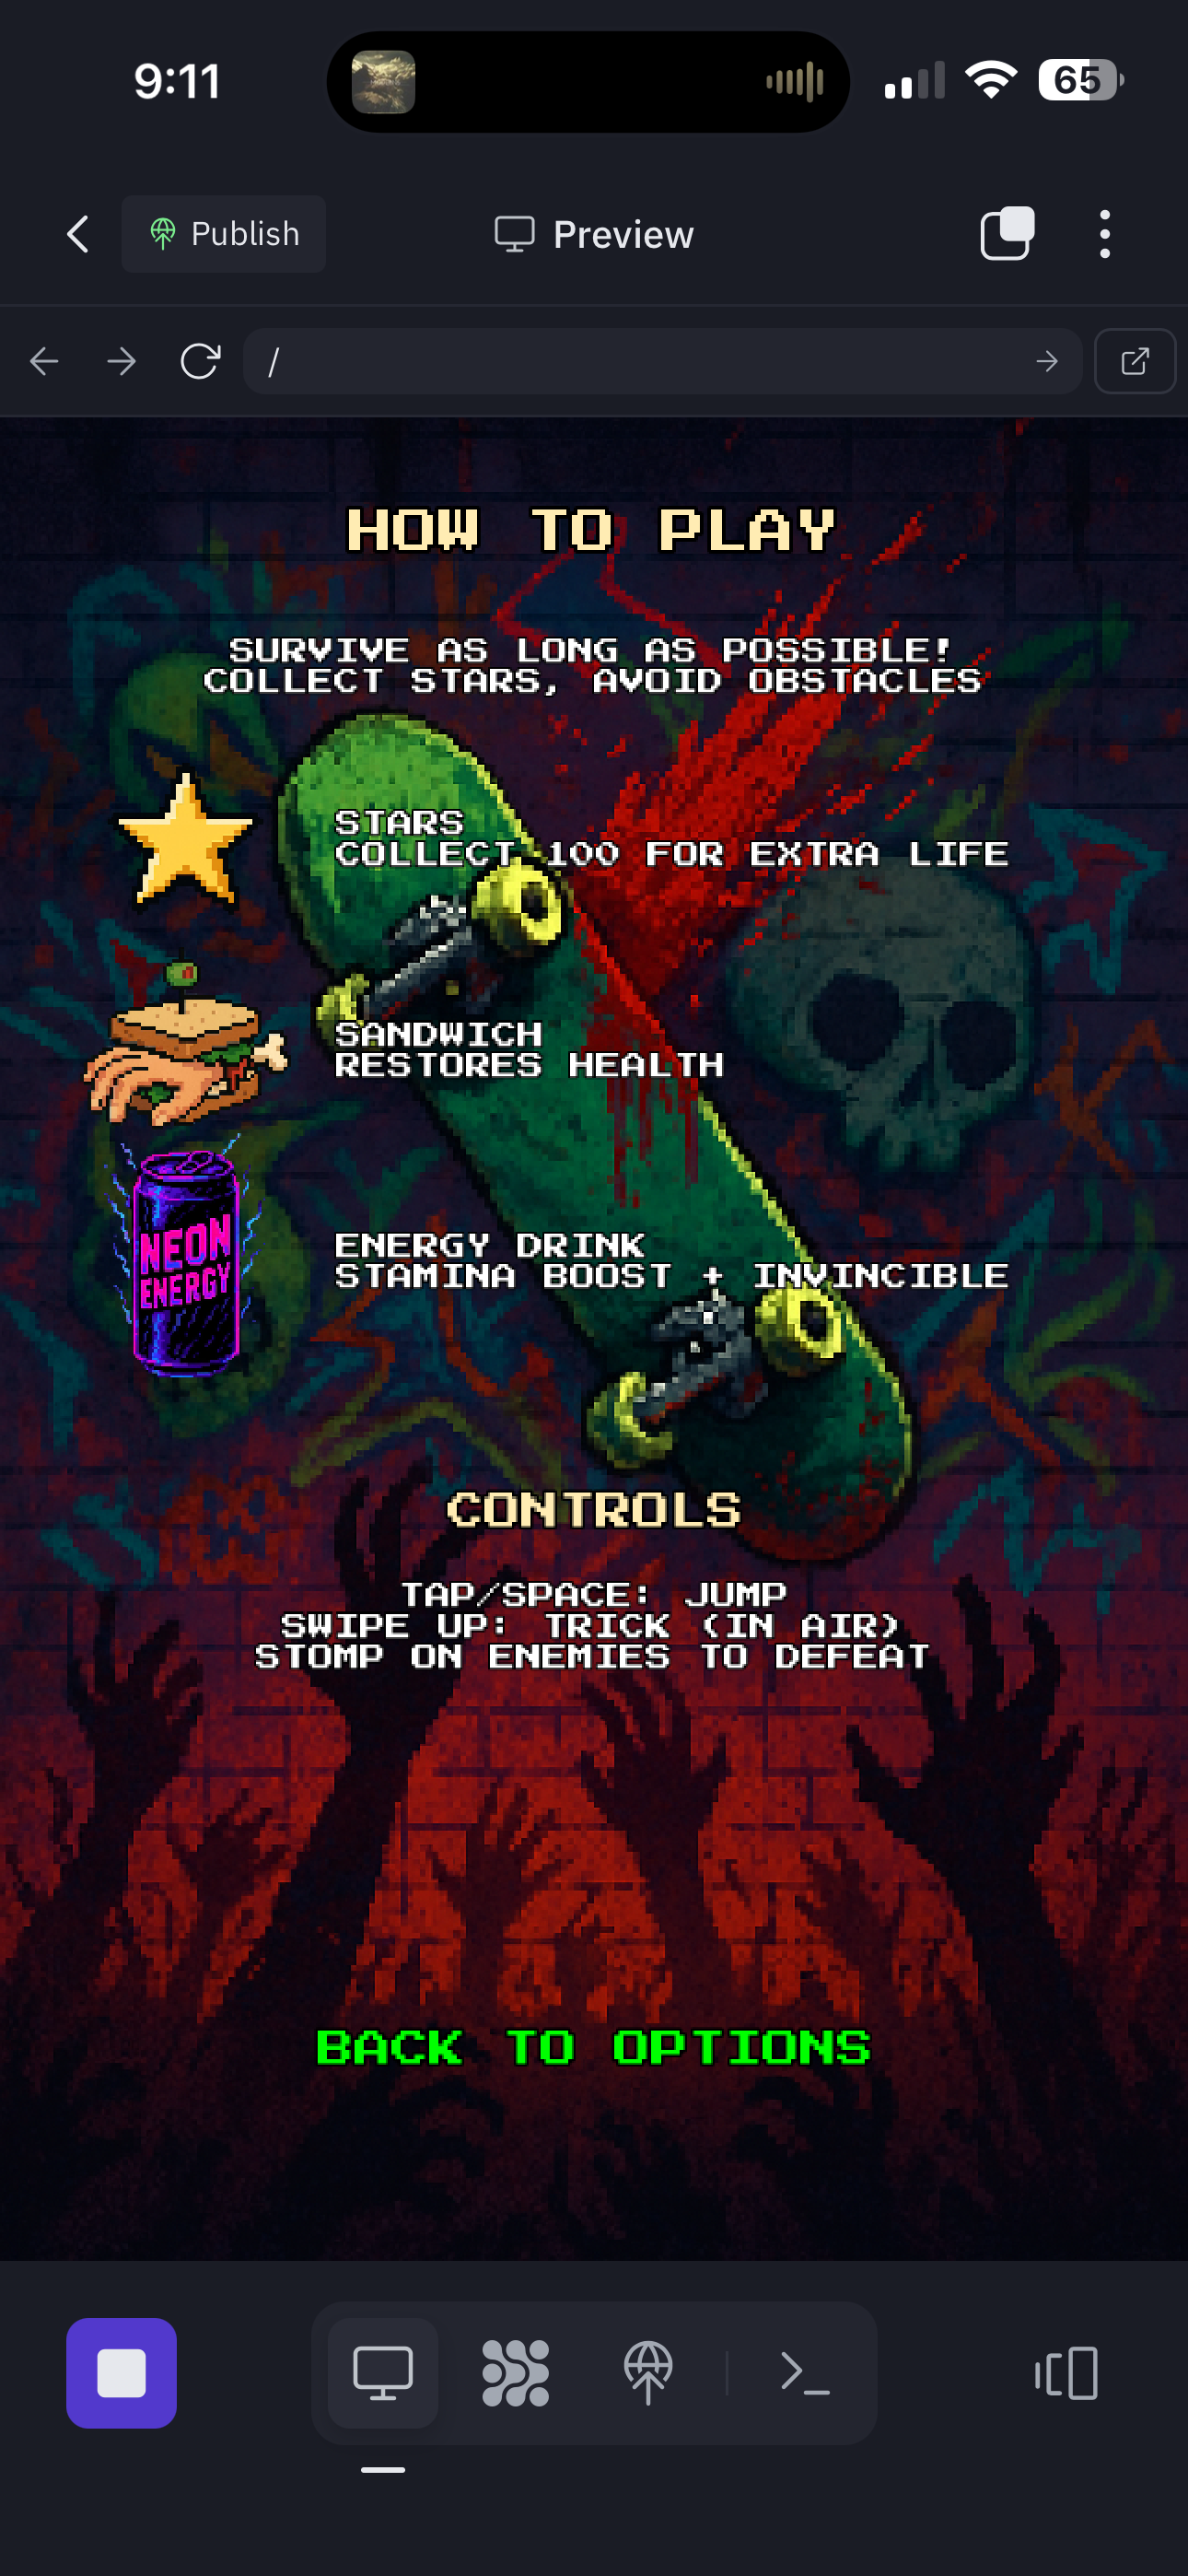 9:11
65
Publish
Preview
/
HOW TO PLAY
SURVIVE AS LONG AS POSSIBLE!
COLLECT STARS, AVOID OBSTACLES
STARS
COLLECT 100 FOR EXTRA LIFE
SANDWICH
RESTORES HEALTH
NEON
ENERGY
ENERGY DRINK
STAMINA BOOST + INVINCIBLE
CONTROLS
TAP/SPACE: JUMP
SWIPE UP: TRICK (IN AIR)
STOMP ON ENEMIES TO DEFEAT
BACK TO OPTIONS